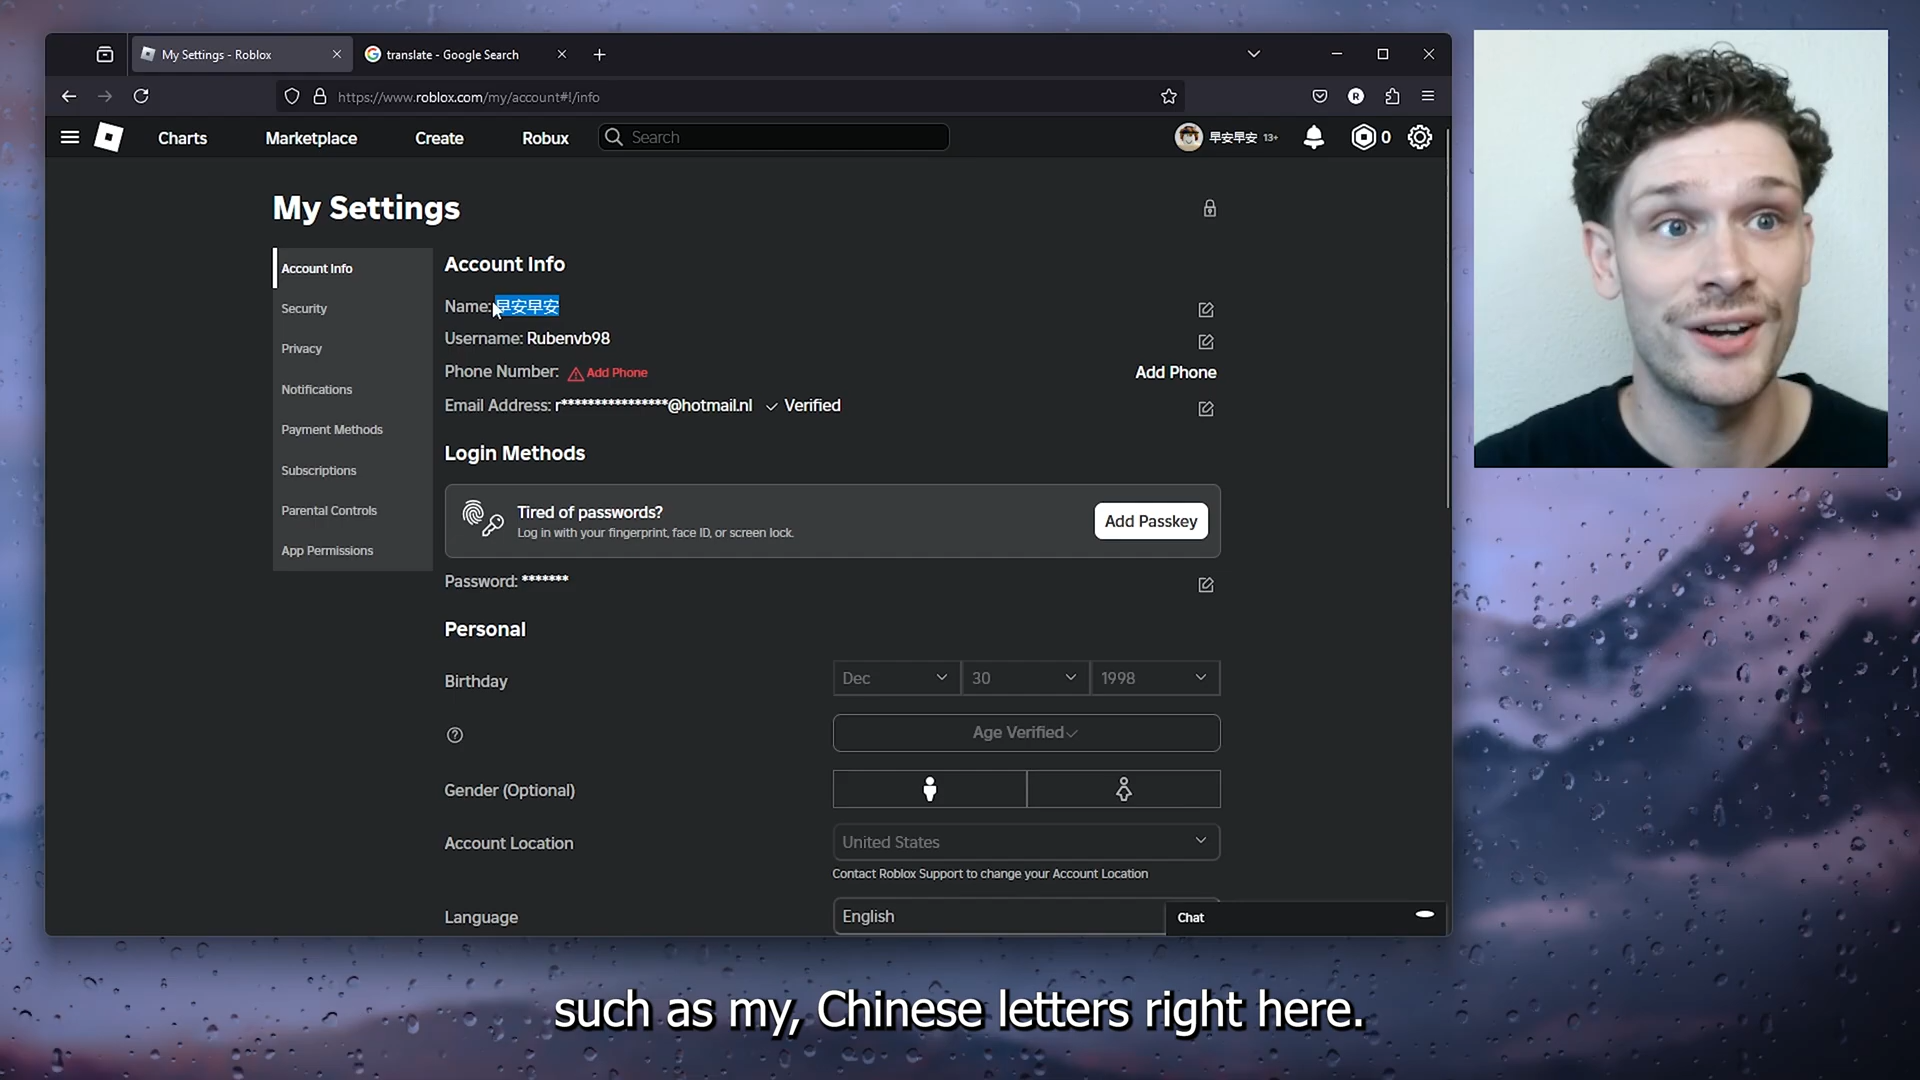 My Settings - Roblox
translate - Google Search
https://www.roblox.com/my/account#!/info
Charts
Marketplace
Create
Robux
Search
早安早安 13+
0
My Settings
Account Info
Security
Privacy
Notifications
Payment Methods
Subscriptions
Parental Controls
App Permissions
Account Info
Name: 早安早安
Username: Rubenvb98
Phone Number: Add Phone
Add Phone
Email Address: r****************@hotmail.nl Verified
Login Methods
Tired of passwords?
Log in with your fingerprint, face ID, or screen lock.
Add Passkey
Password: *******
Personal
Birthday
Dec
30
1998
Age Verified
Gender (Optional)
Account Location
United States
Contact Roblox Support to change your Account Location
Language
English
Chat
such as my, Chinese letters right here.